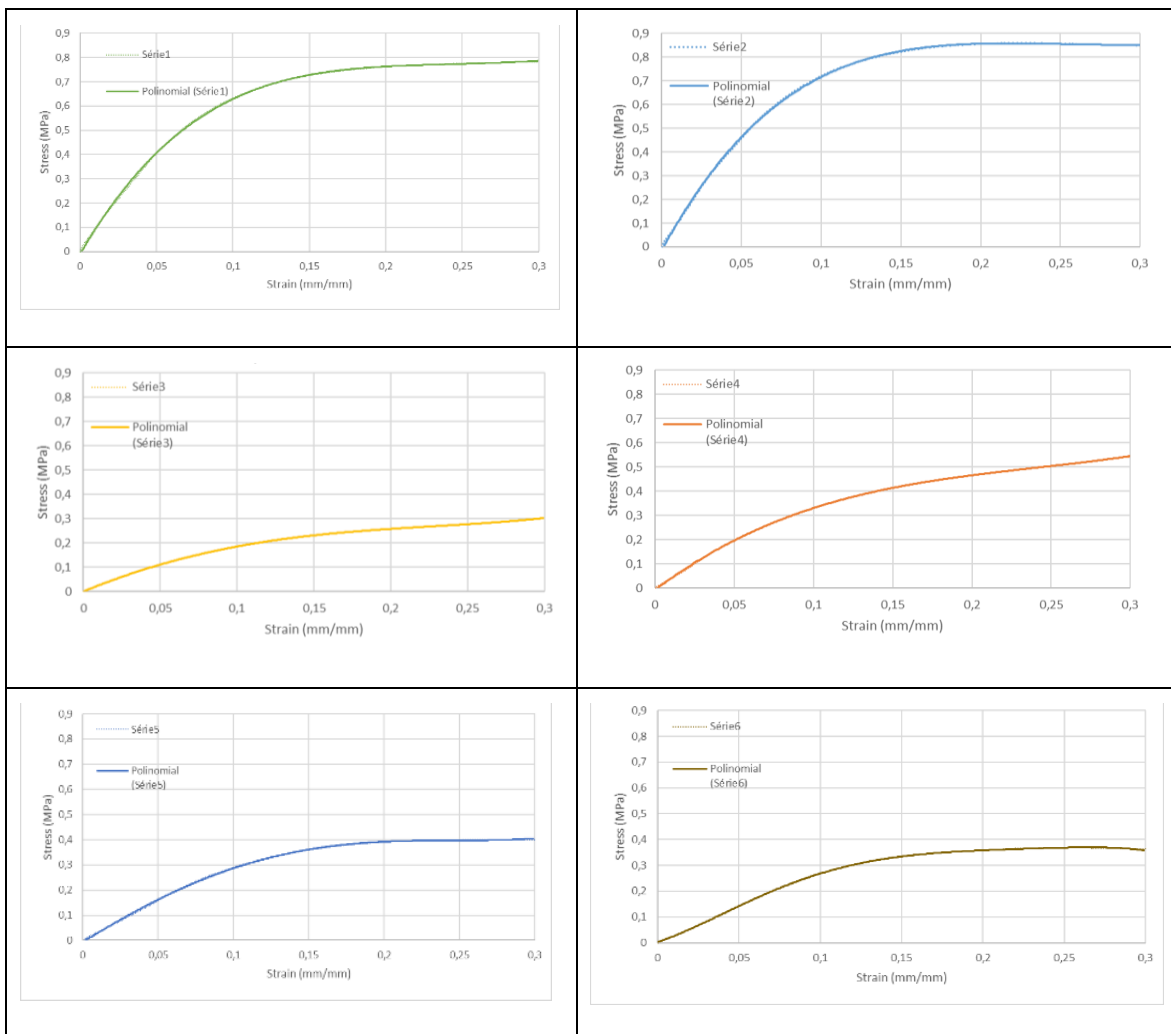 0,9
0,8
0,7
0,6
0,5
0,4
0,3
0,2
0,1
0
Stress (MPa)
Série1
Polinomial (Série1)
0 0,05 0,1 0,15 0,2 0,25 0,3
Strain (mm/mm)
0,9
0,8
0,7
0,6
0,5
0,4
0,3
0,2
0,1
0
Stress (MPa)
Série2
Polinomial
(Série2)
0 0,05 0,1 0,15 0,2 0,25 0,3
Strain (mm/mm)
0,9
0,8
0,7
0,6
0,5
0,4
0,3
0,2
0,1
0
Stress (MPa)
Série3
Polinomial
(Série3)
0 0,05 0,1 0,15 0,2 0,25 0,3
Strain (mm/mm)
0,9
0,8
0,7
0,6
0,5
0,4
0,3
0,2
0,1
0
Stress (MPa)
Série4
Polinomial
(Série4)
0 0,05 0,1 0,15 0,2 0,25 0,3
Strain (mm/mm)
0,9
0,8
0,7
0,6
0,5
0,4
0,3
0,2
0,1
0
Stress (MPa)
Série5
Polinomial
(Série5)
0 0,05 0,1 0,15 0,2 0,25 0,3
Strain (mm/mm)
0,9
0,8
0,7
0,6
0,5
0,4
0,3
0,2
0,1
0
Stress (MPa)
Série6
Polinomial
(Série6)
0 0,05 0,1 0,15 0,2 0,25 0,3
Strain (mm/mm)